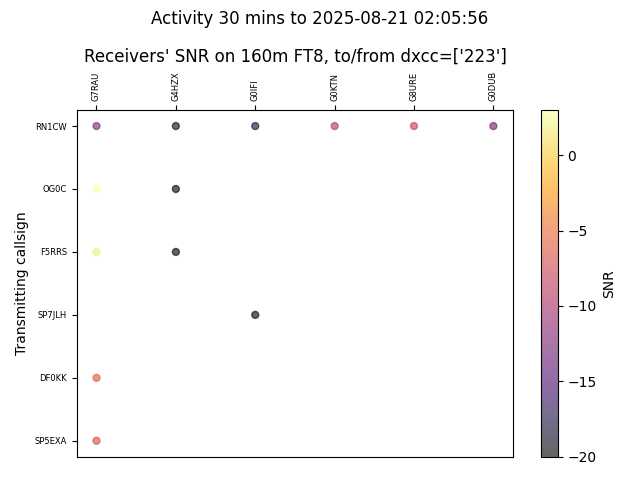 Activity 30 mins to 2025-08-21 02:05:56
Receivers' SNR on 160m FT8, to/from dxcc=['223']
G7RAU
G4HZX
G0IFI
G0KTN
G8URE
G0DUB
RN1CW
OG0C
F5RRS
SP7JLH
DF0KK
SP5EXA
Transmitting callsign
0
−5
−10
−15
−20
SNR